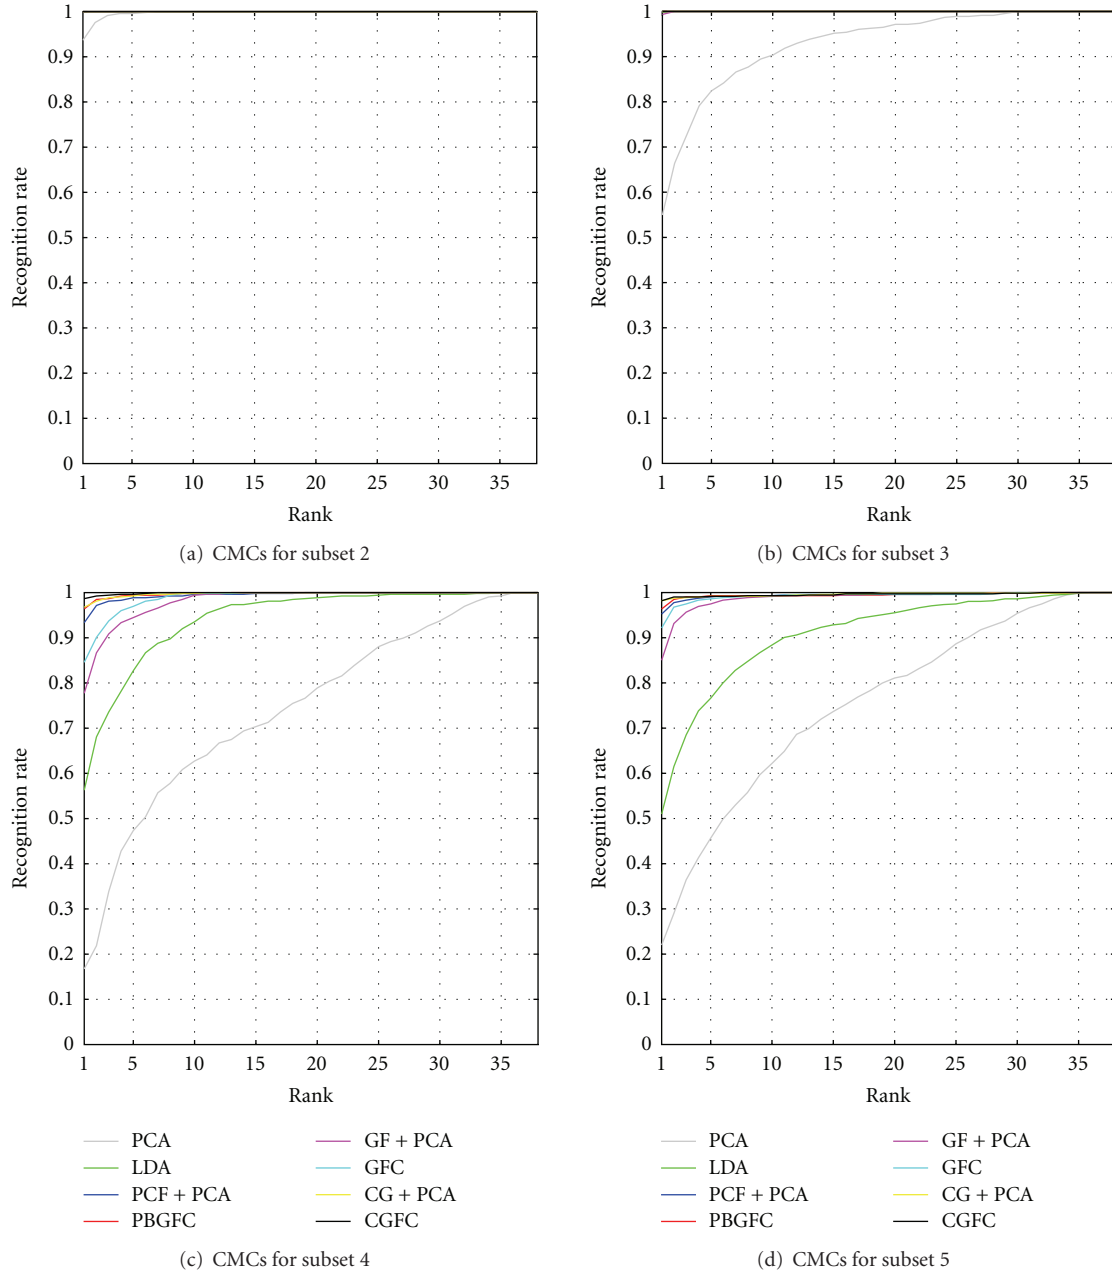 1
0.9
0.8
0.7
0.6
0.5
0.4
0.3
0.2
0.1
0
Recognition rate
1 5 10 15 20 25 30 35
Rank
(a) CMCs for subset 2
1
0.9
0.8
0.7
0.6
0.5
0.4
0.3
0.2
0.1
0
Recognition rate
1 5 10 15 20 25 30 35
Rank
(b) CMCs for subset 3
1
0.9
0.8
0.7
0.6
0.5
0.4
0.3
0.2
0.1
0
Recognition rate
1 5 10 15 20 25 30 35
Rank
PCA
LDA
PCF + PCA
PBGFC
GF + PCA
GFC
CG + PCA
CGFC
(c) CMCs for subset 4
1
0.9
0.8
0.7
0.6
0.5
0.4
0.3
0.2
0.1
0
Recognition rate
1 5 10 15 20 25 30 35
Rank
PCA
LDA
PCF + PCA
PBGFC
GF + PCA
GFC
CG + PCA
CGFC
(d) CMCs for subset 5